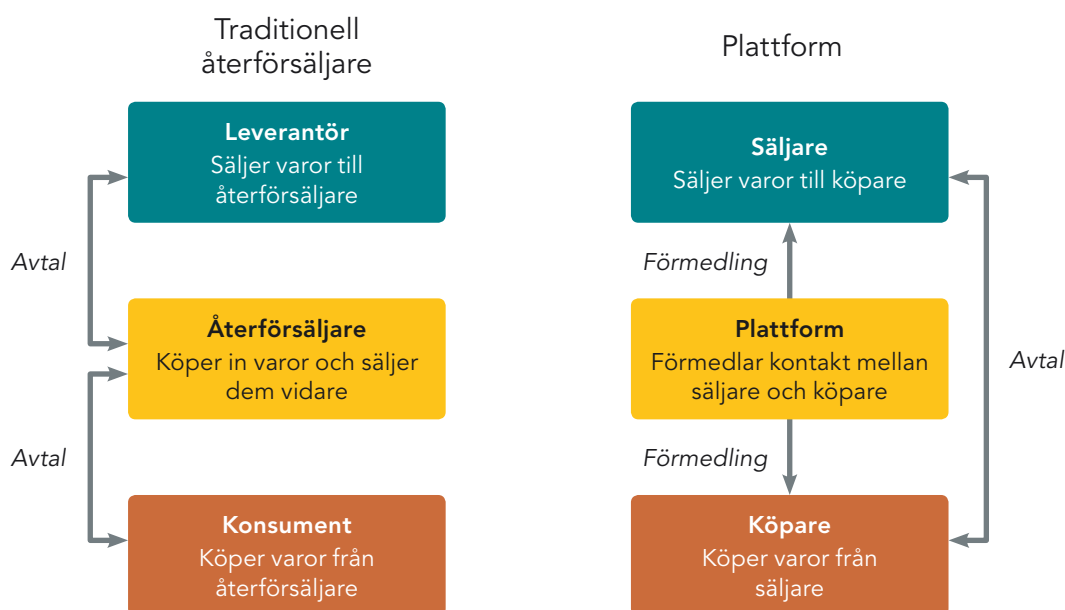 Traditionell
återförsäljare
Leverantör
Säljer varor till
återförsäljare
Avtal
Återförsäljare
Köper in varor och säljer
dem vidare
Avtal
Konsument
Köper varor från
återförsäljare
Plattform
Säljare
Säljer varor till köpare
Förmedling
Plattform
Förmedlar kontakt mellan
säljare och köpare
Avtal
Förmedling
Köpare
Köper varor från
säljare